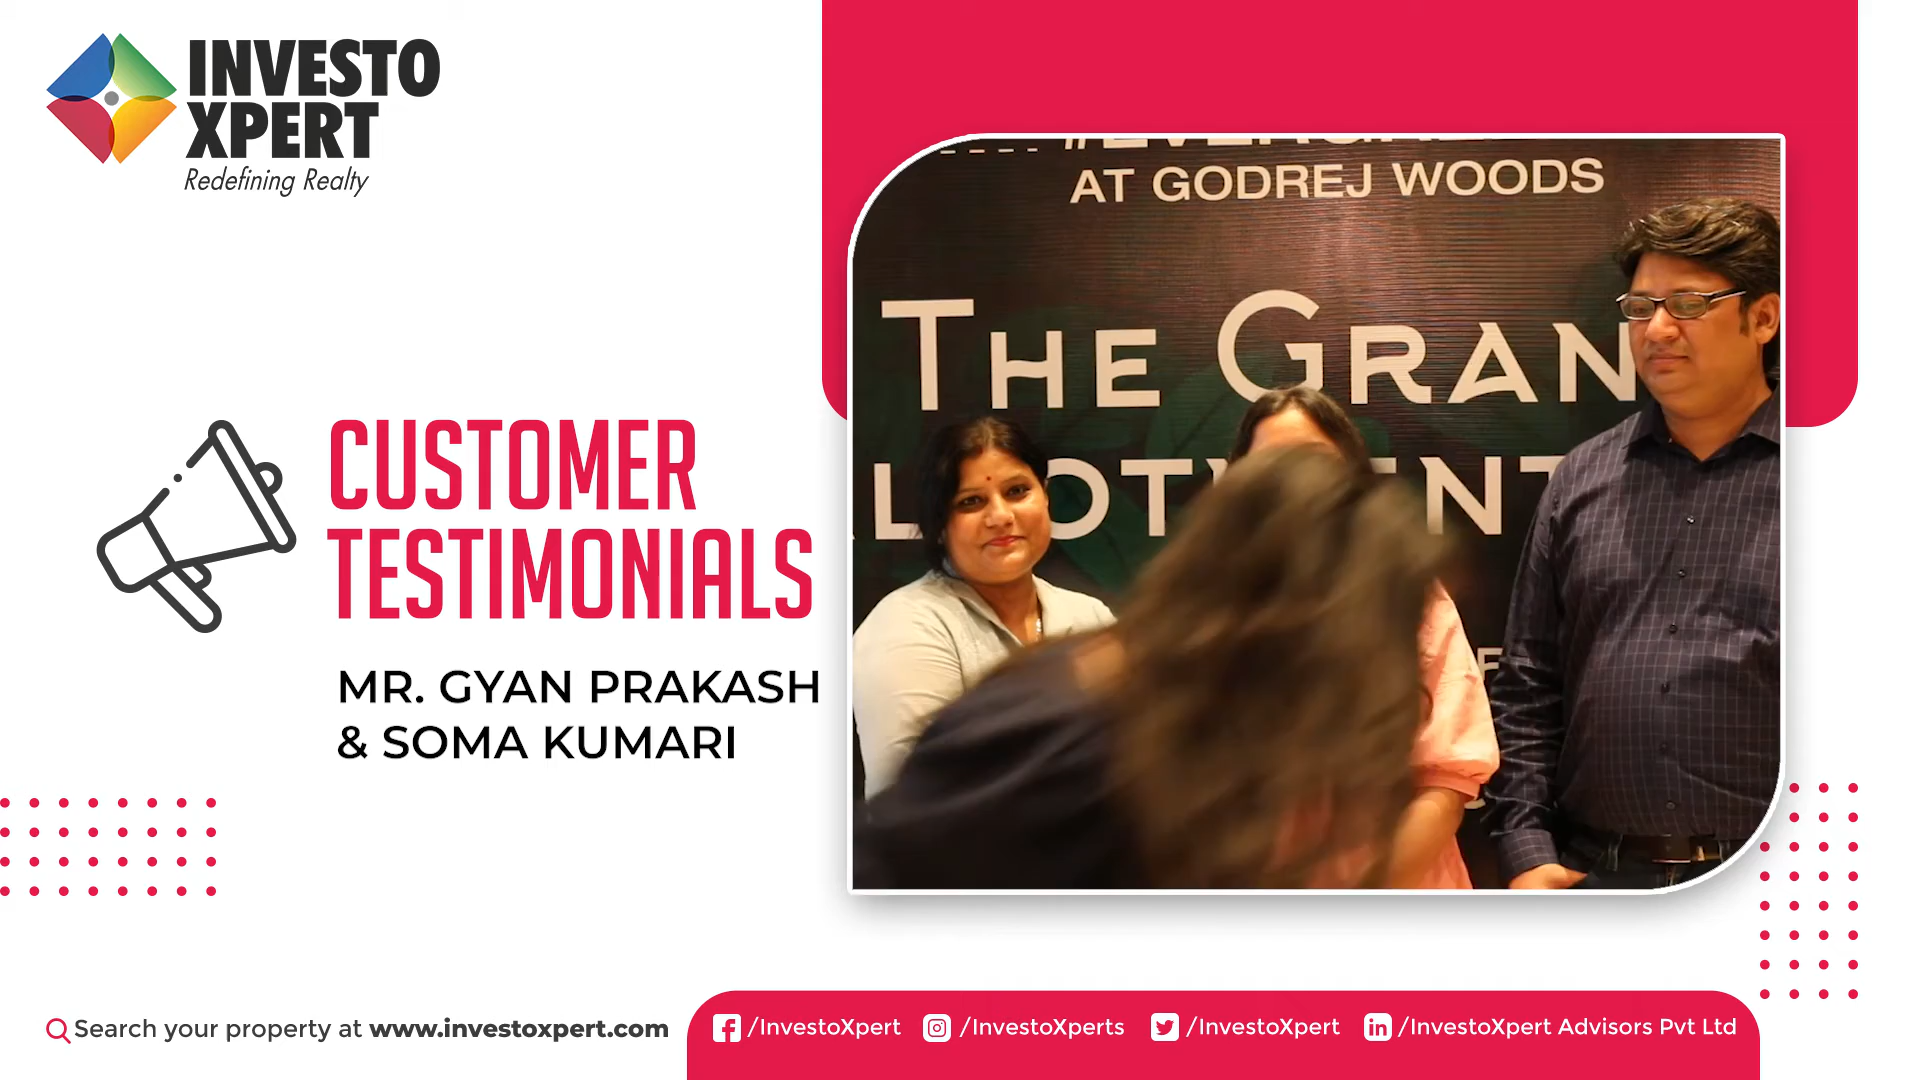 INVESTO
XPERT
Redefining Realty
AT GODREJ WOODS
THE GRAN
CUSTOMER
TESTIMONIALS
MR. GYAN PRAKASH
& SOMA KUMARI
Search your property at www.investoxpert.com
/InvestoXpert /InvestoXperts /InvestoXpert /InvestoXpert Advisors Pvt Ltd